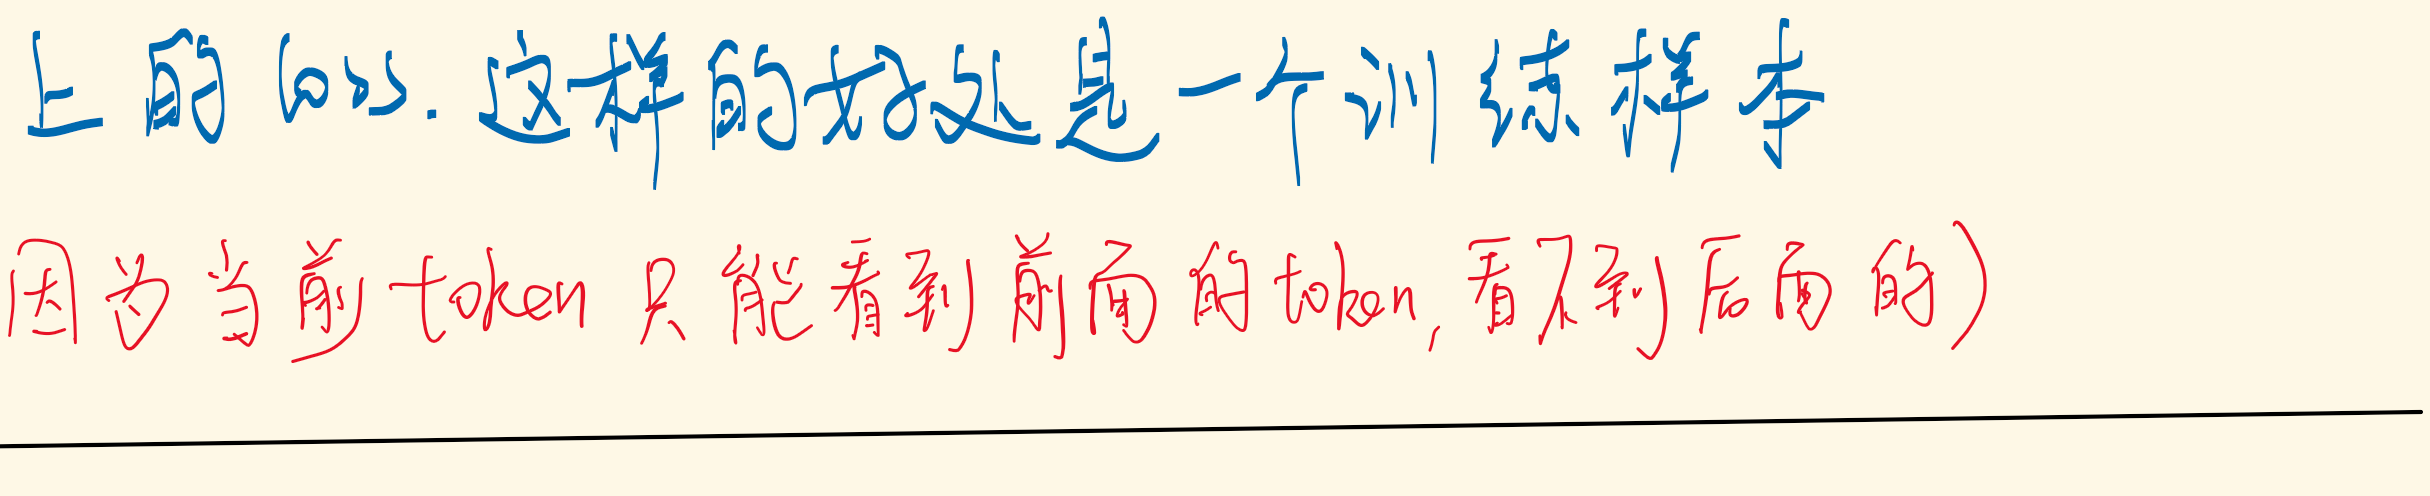 上的loss.这样的好处是一个训练样本
因为当前token只能看到前面的token,看不到后面的)